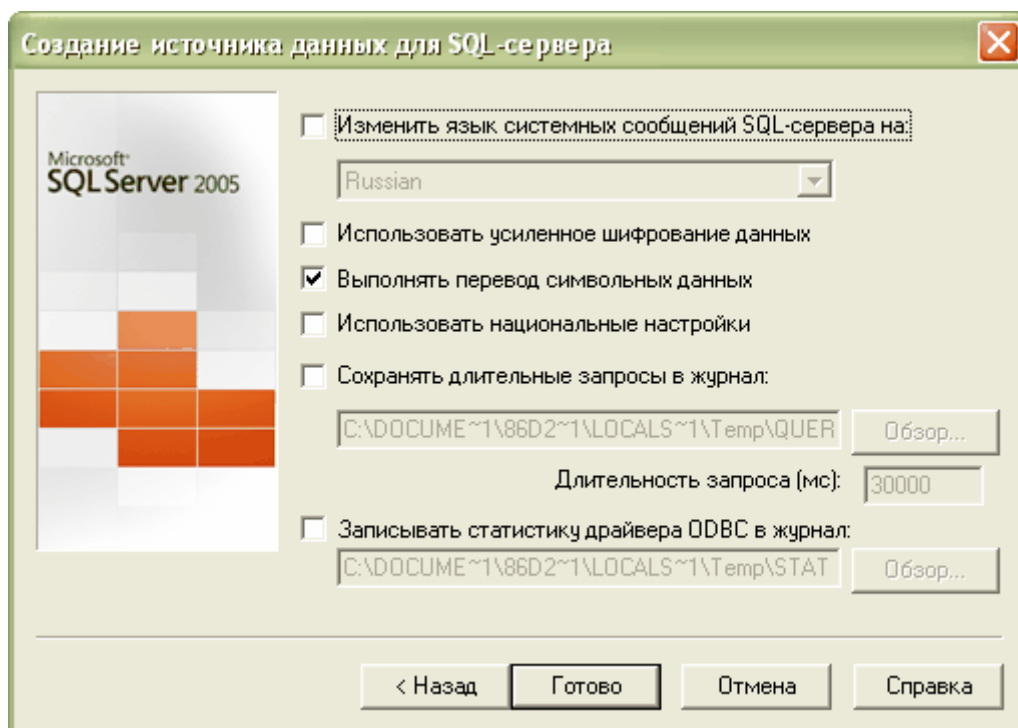 Создание источника данных для SQL-сервера
Microsoft
SQL Server 2005
Изменить язык системных сообщений SQL-сервера на:
Russian
Использовать усиленное шифрование данных
Выполнять перевод символьных данных
Использовать национальные настройки
Сохранять длительные запросы в журнал:
C:\DOCUME~1\86D2~1\LOCALS~1\Temp\QUER
Обзор...
Длительность запроса (мс): 30000
Записывать статистику драйвера ODBC в журнал:
C:\DOCUME~1\86D2~1\LOCALS~1\Temp\STAT
Обзор...
< Назад Готово Отмена Справка